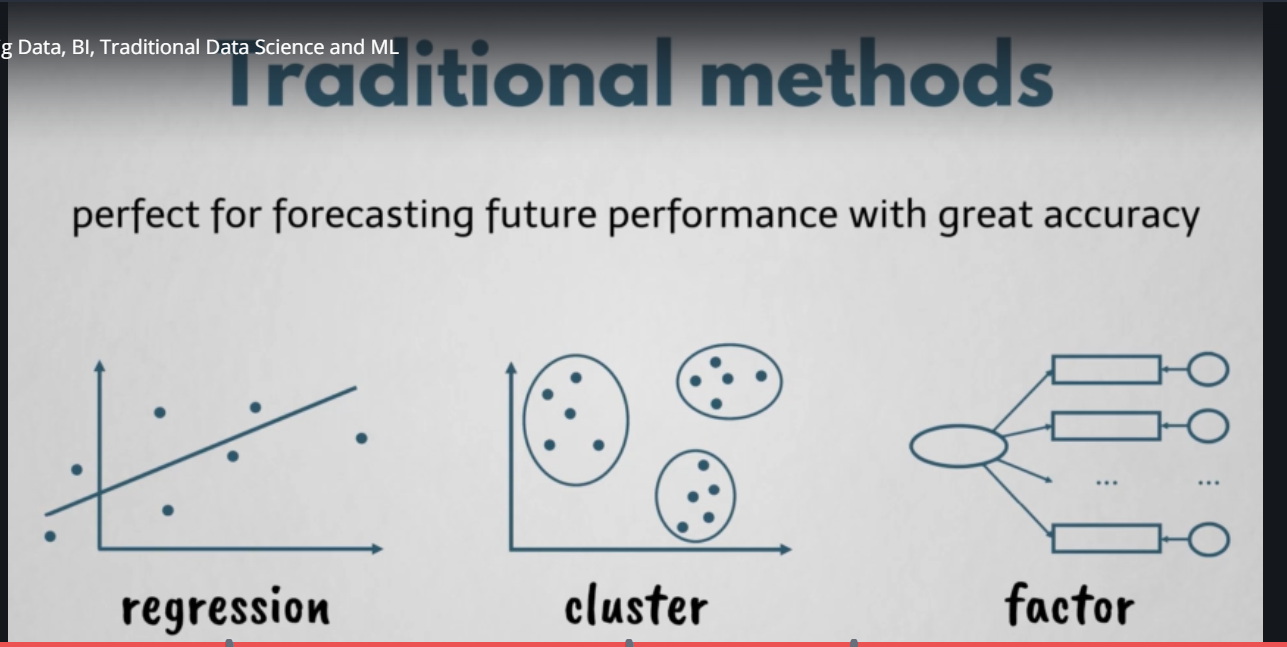 g Data, BI, Traditional Data Science and ML
Traditional methods
perfect for forecasting future performance with great accuracy
... ...
regression cluster factor